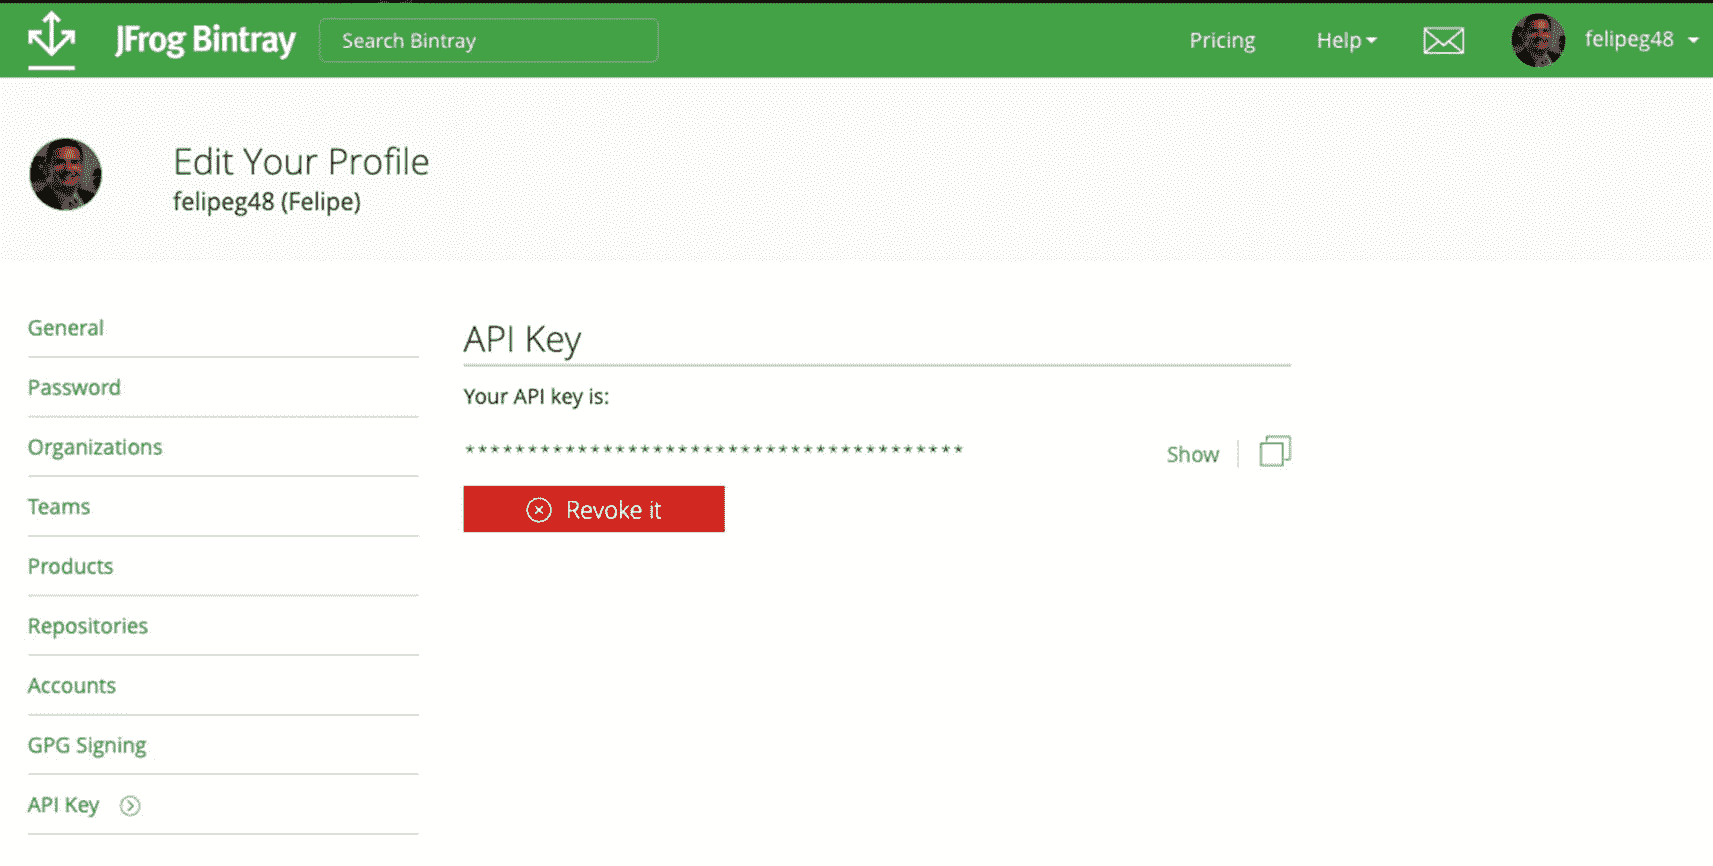 JFrog Bintray Search Bintray Pricing Help felipeg48
Edit Your Profile
felipeg48 (Felipe)
General
Password
Organizations
Teams
Products
Repositories
Accounts
GPG Signing
API Key
API Key
Your API key is:
**************************************** Show
Revoke it